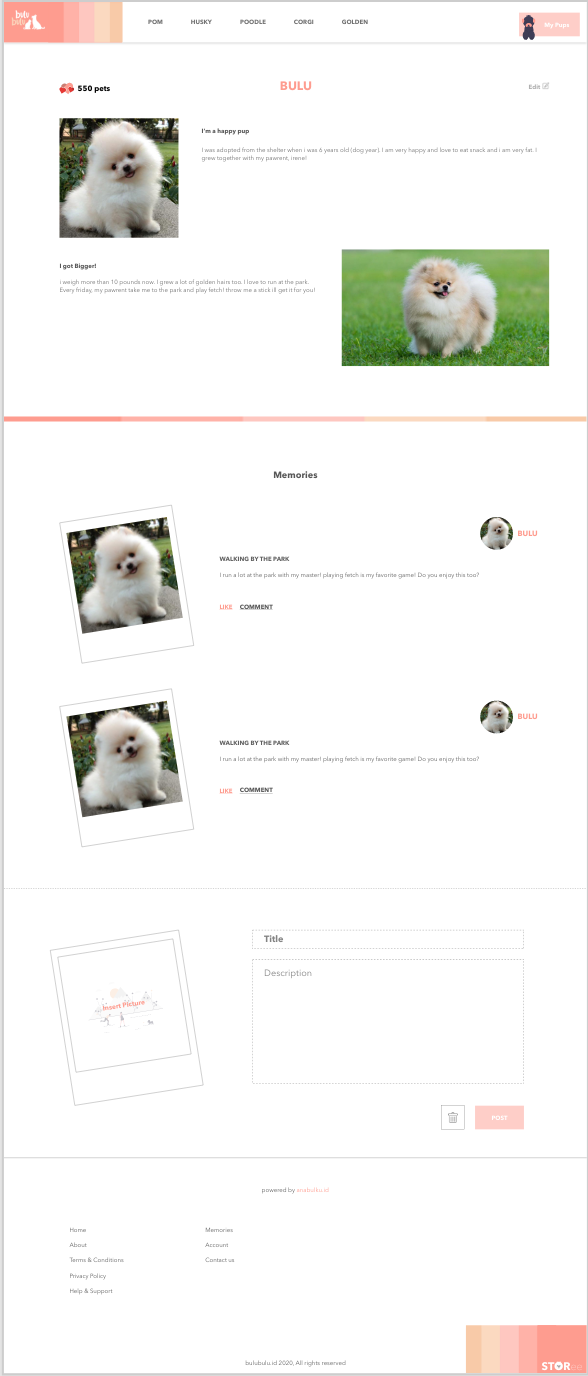 bulu
bulu
POM HUSKY POODLE CORGI GOLDEN
My Pups
550 pets
BULU
Edit
I'm a happy pup
I was adopted from the shelter when i was 6 years old (dog year). I am very happy and love to eat snack and i am very fat. I
grew together with my pawrent, irene!
I got Bigger!
i weigh more than 10 pounds now. I grew a lot of golden hairs too. I love to run at the park.
Every friday, my pawrent take me to the park and play fetch! throw me a stick ill get it for you!
Memories
BULU
WALKING BY THE PARK
I run a lot at the park with my master! playing fetch is my favorite game! Do you enjoy this too?
LIKE COMMENT
BULU
WALKING BY THE PARK
I run a lot at the park with my master! playing fetch is my favorite game! Do you enjoy this too?
LIKE COMMENT
Insert Picture
Title
Description
POST
powered by anabulku.id
Home
About
Terms & Conditions
Privacy Policy
Help & Support
Memories
Account
Contact us
bulubulu.id 2020, All rights reserved